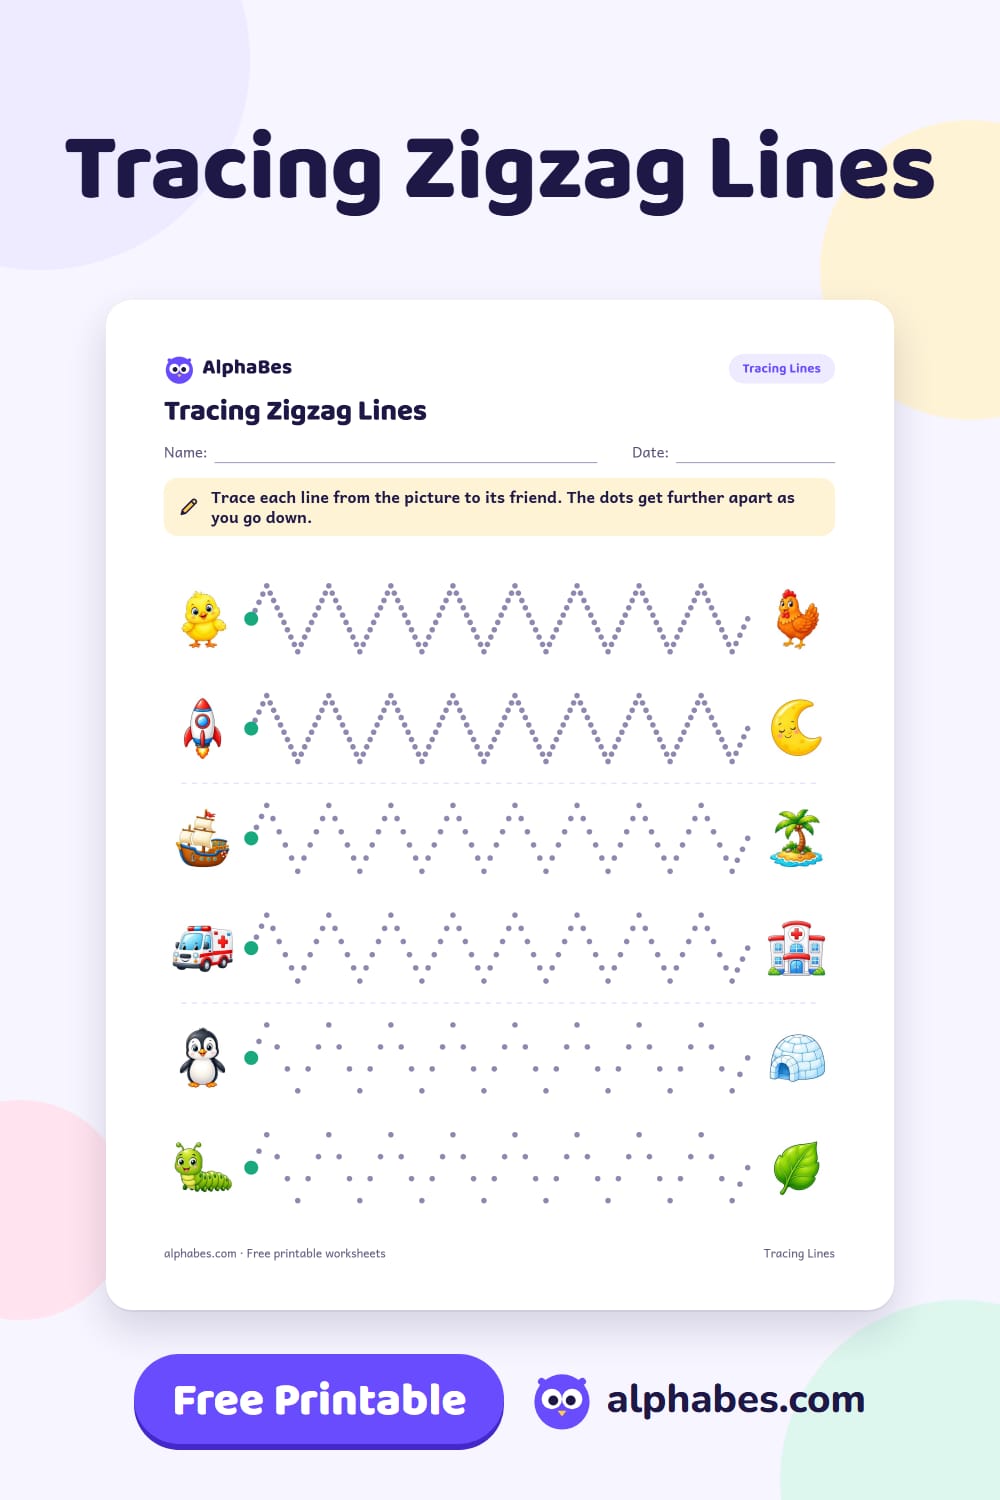 Tracing Zigzag Lines
AlphaBes
Tracing Lines
Tracing Zigzag Lines
Name:
Date:
Trace each line from the picture to its friend. The dots get further apart as
you go down.
alphabes.com · Free printable worksheets
Tracing Lines
Free Printable
alphabes.com